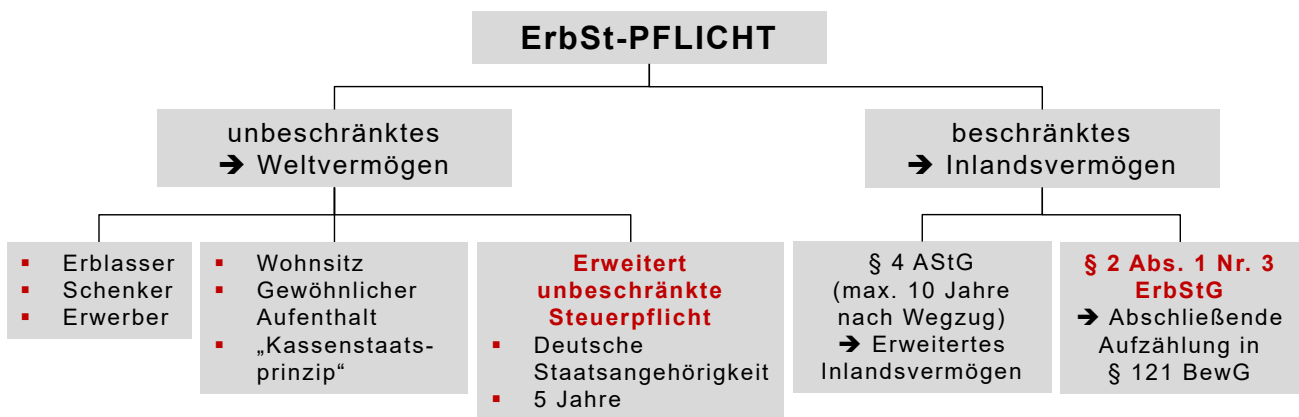 ErbSt-PFLICHT
unbeschränktes
➔ Weltvermögen
beschränktes
➔ Inlandsvermögen
▪ Erblasser
▪ Schenker
▪ Erwerber
▪ Wohnsitz
▪ Gewöhnlicher
Aufenthalt
▪ „Kassenstaats-
prinzip“
Erweitert
unbeschränkte
Steuerpflicht
▪ Deutsche
Staatsangehörigkeit
▪ 5 Jahre
§ 4 AStG
(max. 10 Jahre
nach Wegzug)
➔ Erweitertes
Inlandsvermögen
§ 2 Abs. 1 Nr. 3
ErbStG
➔ Abschließende
Aufzählung in
§ 121 BewG